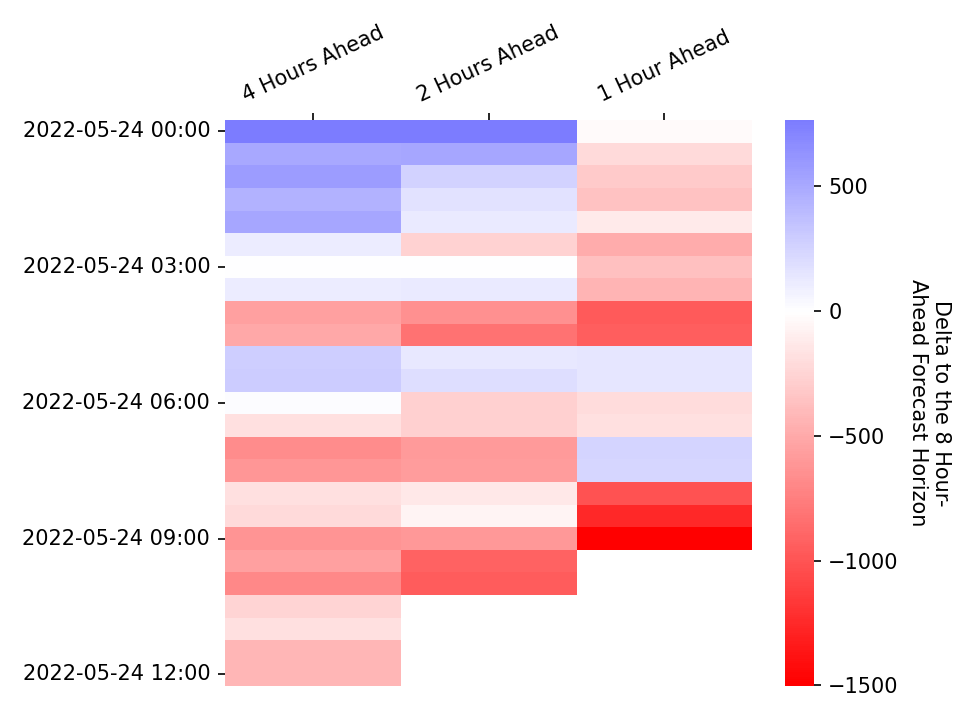 4 Hours Ahead
2 Hours Ahead
1 Hour Ahead
2022-05-24 00:00
2022-05-24 03:00
2022-05-24 06:00
2022-05-24 09:00
2022-05-24 12:00
500
0
−500
−1000
−1500
Delta to the 8 Hour-
Ahead Forecast Horizon